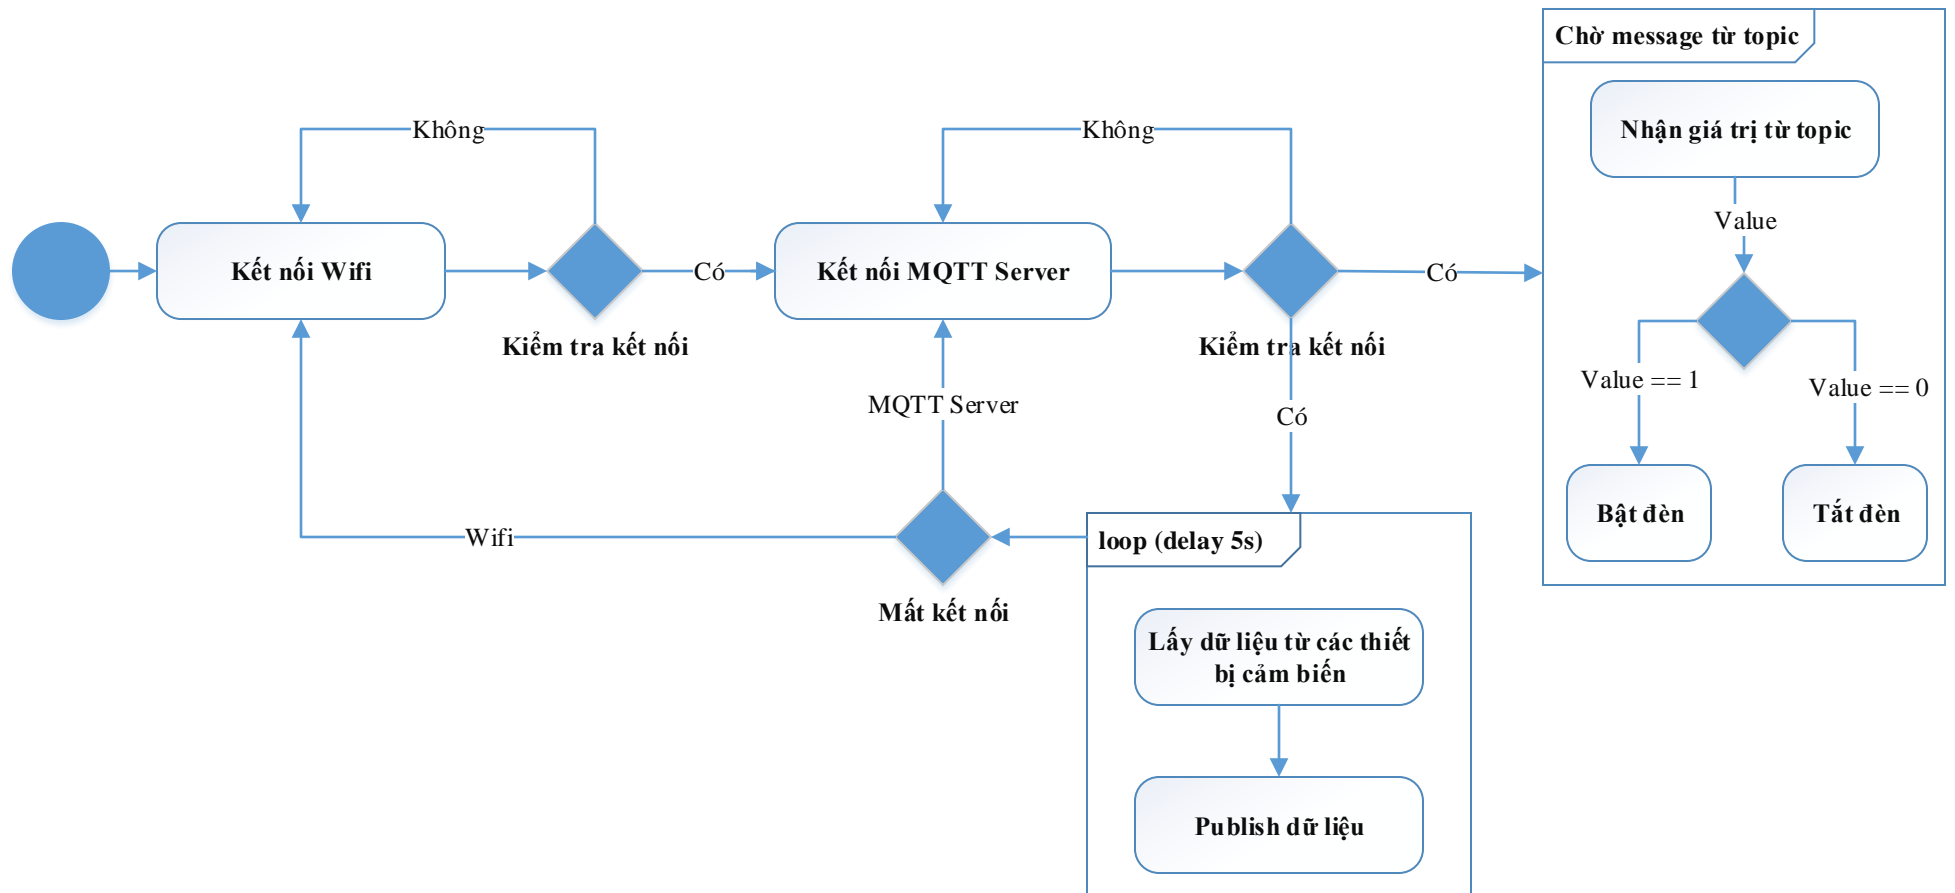 Chờ message từ topic
Nhận giá trị từ topic
Value
Value == 1
Value == 0
Bật đèn
Tắt đèn
Không
Không
Kết nối Wifi
Có
Kết nối MQTT Server
Có
Kiểm tra kết nối
Kiểm tra kết nối
MQTT Server
Có
Wifi
loop (delay 5s)
Mất kết nối
Lấy dữ liệu từ các thiết
bị cảm biến
Publish dữ liệu